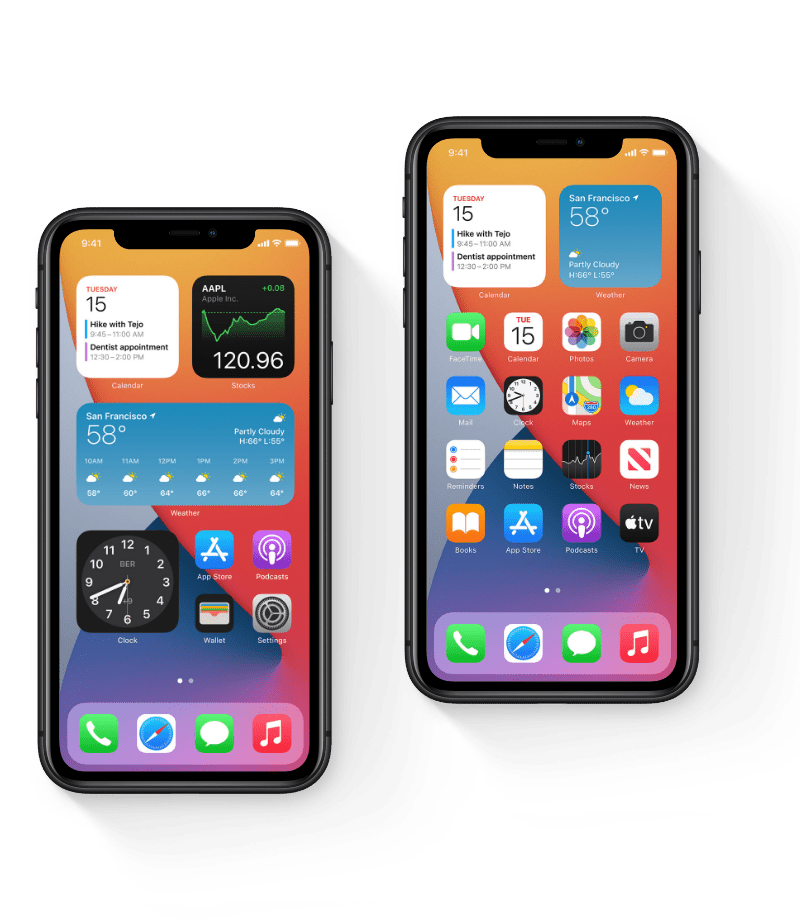 9:41
TUESDAY
15
Hike with Tejo
9:45–11:00 AM
Dentist appointment
12:30–2:00 PM
Calendar
AAPL +0.08
Apple Inc.
120.96
Stocks
San Francisco
58°
Partly Cloudy
H:66° L:55°
10AM 11AM 12PM 1PM 2PM 3PM
58° 60° 64° 66° 66° 64°
Weather
12
11 1
10 BER 2
9 3
8 +9 4
7 5
6
Clock
App Store Podcasts
Wallet Settings
9:41
TUESDAY
15
Hike with Tejo
9:45–11:00 AM
Dentist appointment
12:30–2:00 PM
Calendar
San Francisco
58°
Partly Cloudy
H:66° L:55°
Weather
TUE
15
FaceTime Calendar Photos Camera
Mail Clock Maps Weather
Reminders Notes Stocks News
tv
Books App Store Podcasts TV